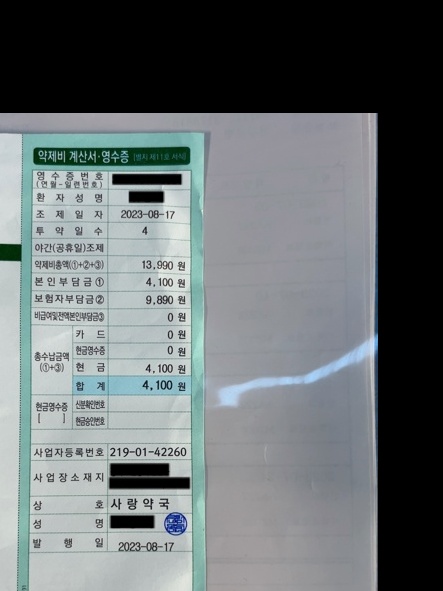 약제비 계산서·영수증 [별지 제11호 서식]
영 수 증 번 호
(연월-일련번호)
환 자 성 명
조 제 일 자 2023-08-17
투 약 일 수 4
야간(공휴일)조제
약제비총액(①+②+③) 13,990 원
본인부담금① 4,100 원
보험자부담금② 9,890 원
비급여및전액본인부담금③ 0 원
총수납금액
(①+③)
카 드 0 원
현금영수증 0 원
현 금 4,100 원
합 계 4,100 원
현금영수증
[ ]
신분확인번호
현금승인번호
사업자등록번호 219-01-42260
사업장소재지
상 호 사랑약국
성 명
발 행 일 2023-08-17